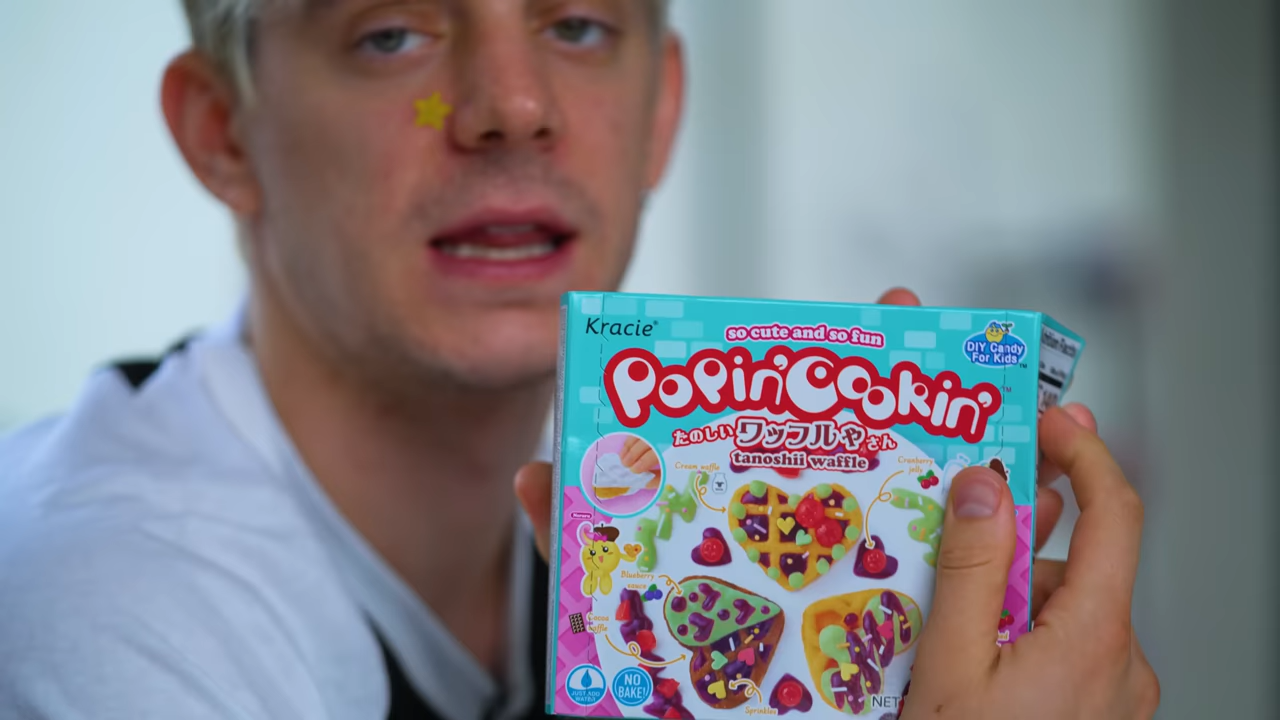 Kracie®
so cute and so fun
DIY Candy
For Kids™
Popin'Cookin'™
たのしいワッフルやさん
tanoshii waffle
Cream waffle
Cranberry
jelly
Blueberry
sauce
Cocoa
waffle
JUST ADD
WATER!
NO
BAKE!
Sprinkles
NET